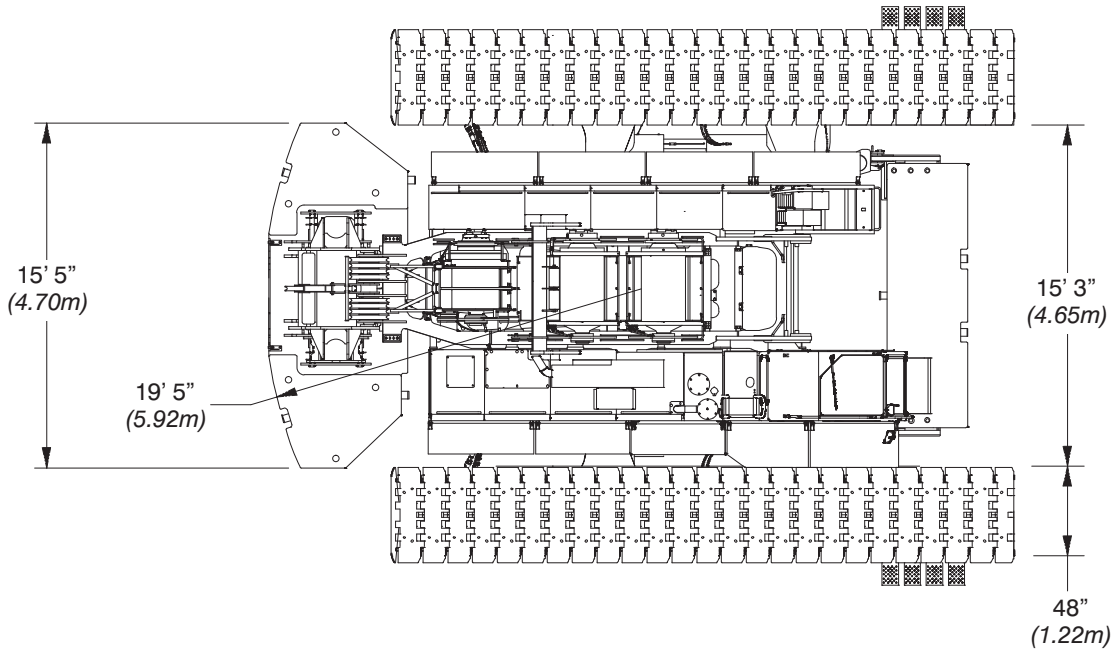 15’ 5”
(4.70m)
19’ 5”
(5.92m)
15’ 3”
(4.65m)
48”
(1.22m)